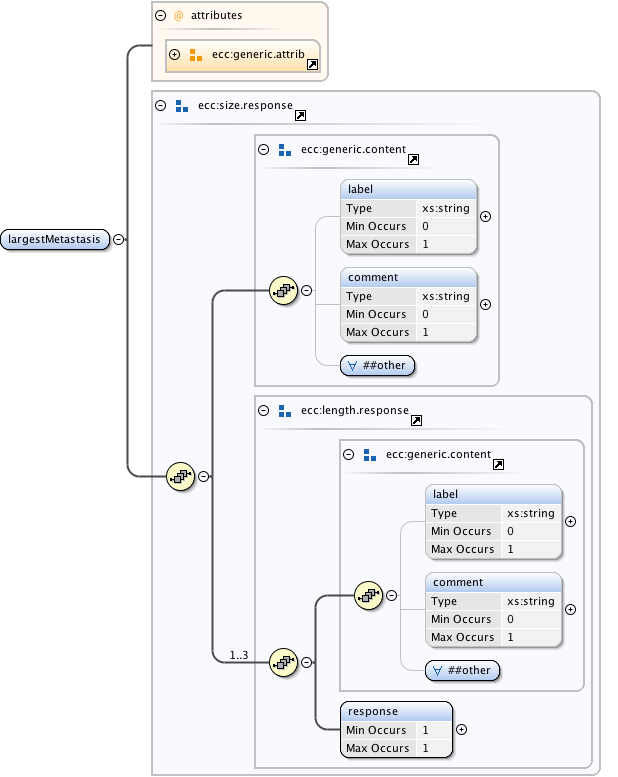 @ attributes
ecc:generic.attrib
ecc:size.response
ecc:generic.content
label
Type xs:string
Min Occurs 0
Max Occurs 1
comment
Type xs:string
Min Occurs 0
Max Occurs 1
∀ ##other
largestMetastasis
ecc:length.response
ecc:generic.content
label
Type xs:string
Min Occurs 0
Max Occurs 1
comment
Type xs:string
Min Occurs 0
Max Occurs 1
∀ ##other
1..3
response
Min Occurs 1
Max Occurs 1